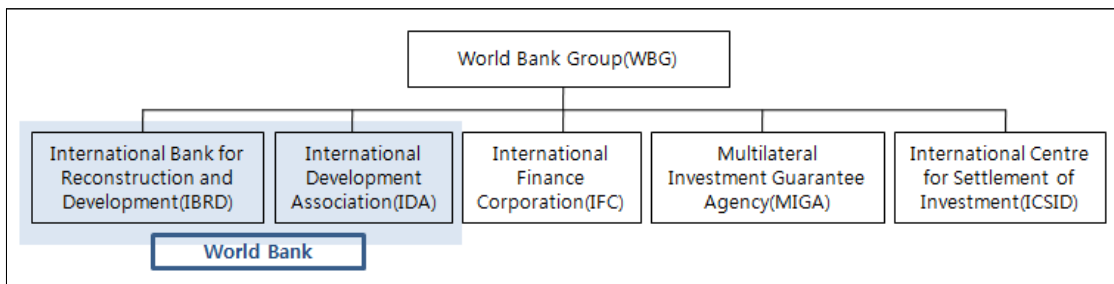 World Bank Group(WBG)
International Bank for
Reconstruction and
Development(IBRD)
International
Development
Association(IDA)
International
Finance
Corporation(IFC)
Multilateral
Investment Guarantee
Agency(MIGA)
International Centre
for Settlement of
Investment(ICSID)
World Bank